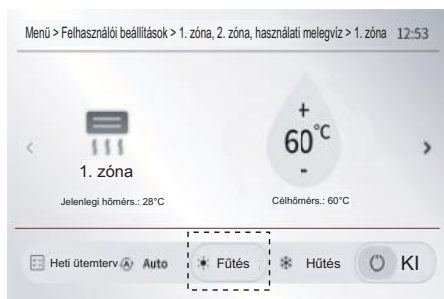 Menü > Felhasználói beállítások > 1. zóna, 2. zóna, használati melegvíz > 1. zóna 12:53
+
60°C
-
1. zóna
Jelenlegi hőmérs.: 28°C Célhőmérs.: 60°C
Heti ütemterv A Auto Fűtés Hűtés KI